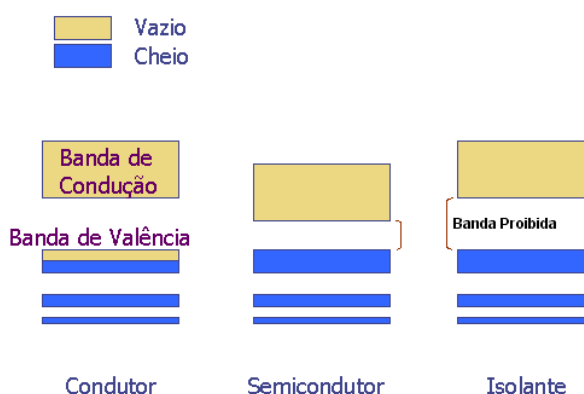 Vazio
Cheio
Banda de
Condução
Banda de Valência
Banda Proibida
Condutor
Semicondutor
Isolante